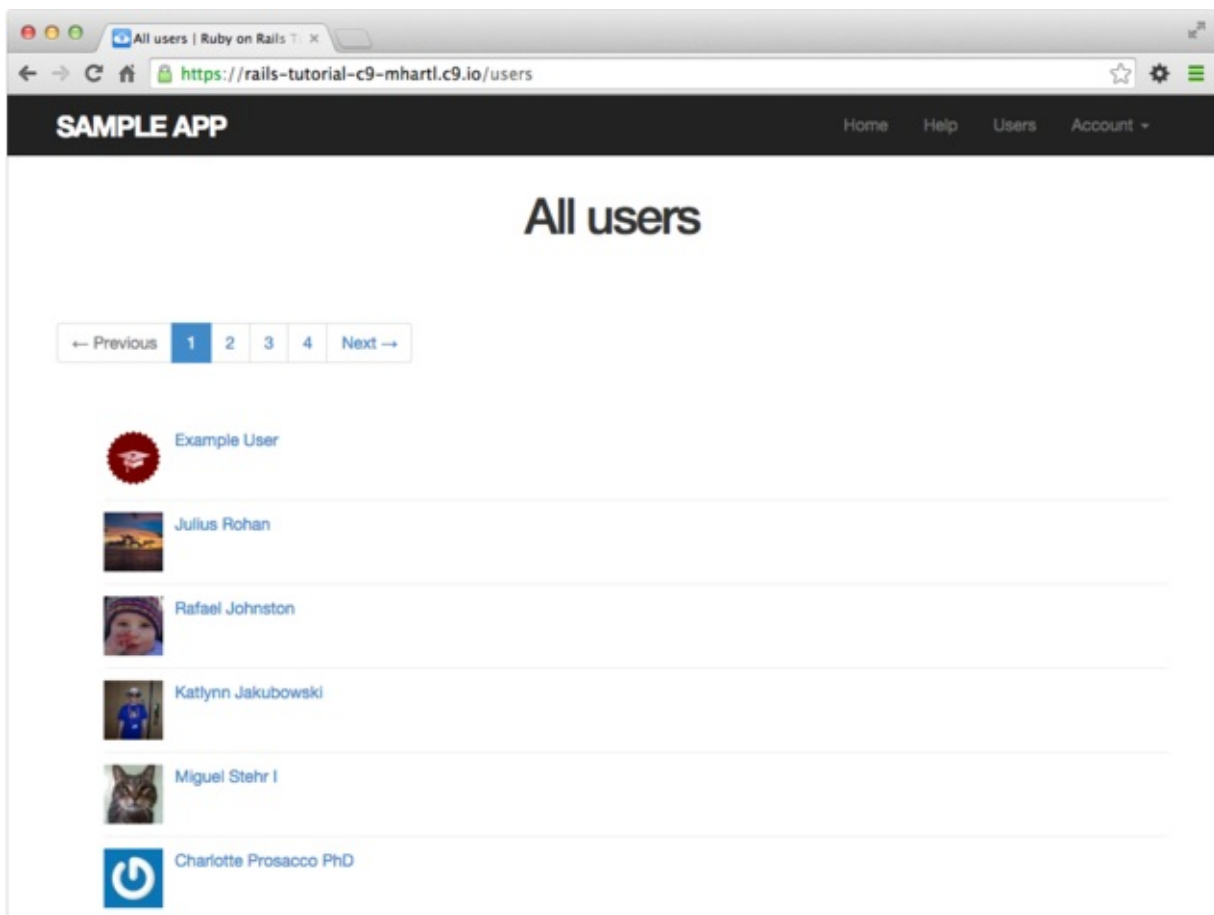 All users | Ruby on Rails T
https://rails-tutorial-c9-mhartl.c9.io/users
SAMPLE APP
Home Help Users Account
All users
← Previous 1 2 3 4 Next →
Example User
Julius Rohan
Rafael Johnston
Katlynn Jakubowski
Miguel Stehr I
Charlotte Prosacco PhD